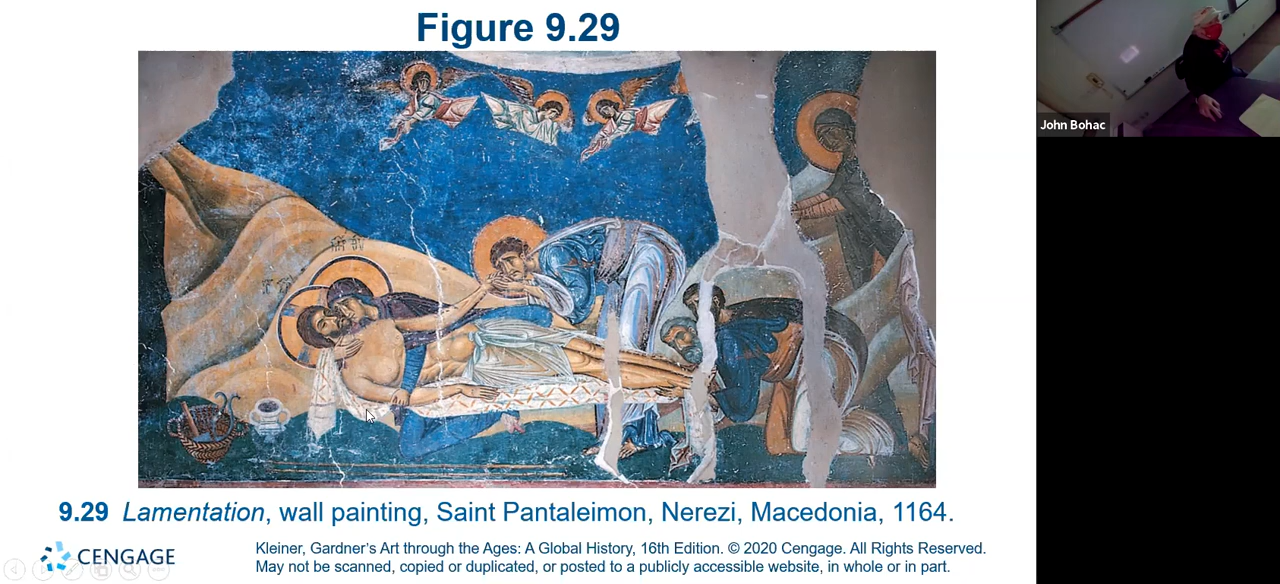 Figure 9.29
John Bohac
9.29 Lamentation, wall painting, Saint Pantaleimon, Nerezi, Macedonia, 1164.
CENGAGE
Kleiner, Gardner's Art through the Ages: A Global History, 16th Edition. © 2020 Cengage. All Rights Reserved.
May not be scanned, copied or duplicated, or posted to a publicly accessible website, in whole or in part.